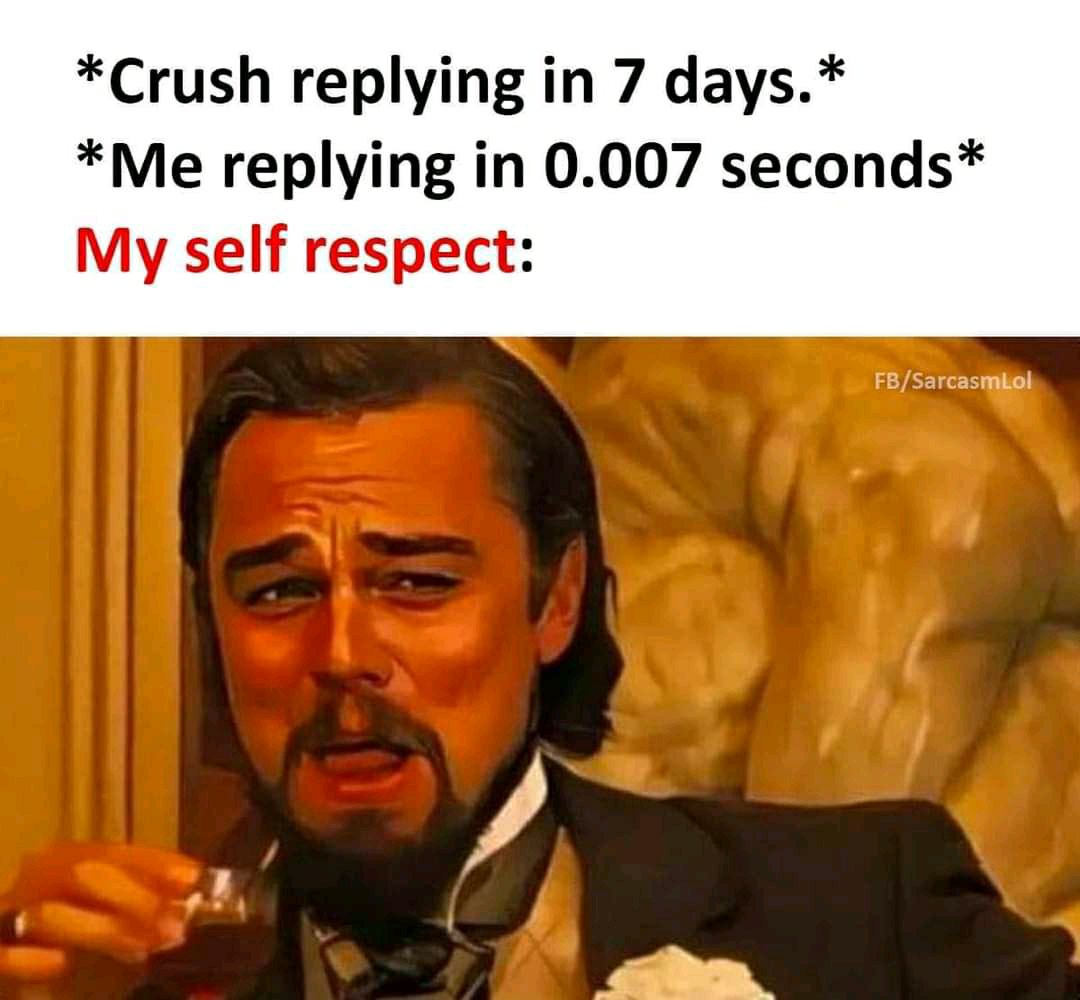 *Crush replying in 7 days.*
*Me replying in 0.007 seconds*
My self respect:
FB/SarcasmLol